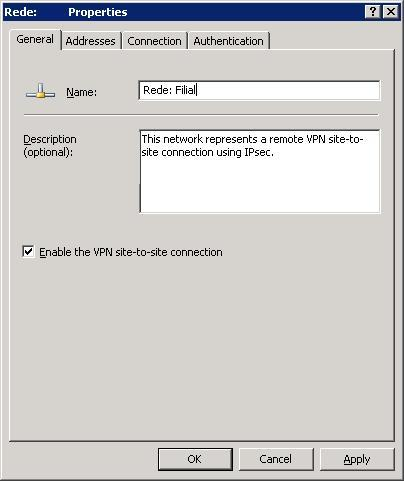 Rede: Properties
General Addresses Connection Authentication
Name: Rede: Filial
Description
(optional):
This network represents a remote VPN site-to-
site connection using IPsec.
Enable the VPN site-to-site connection
OK Cancel Apply